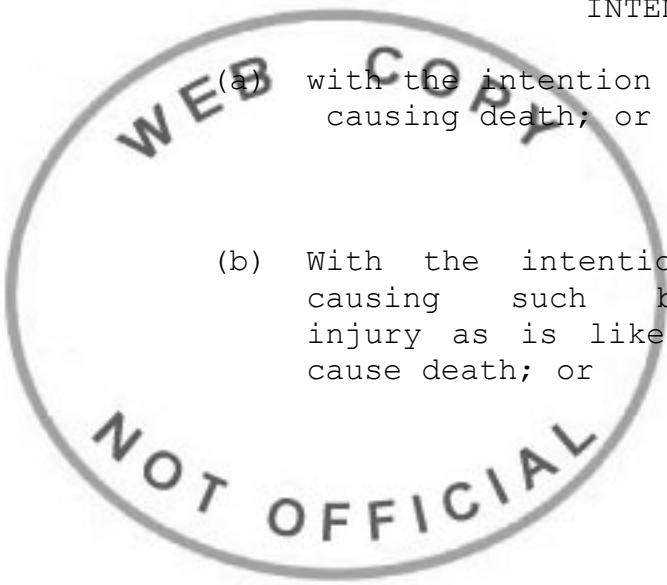 INTEN
WEB COPY
(a) with the intention
causing death; or
(b) With the intentio
causing such b
injury as is like
cause death; or
NOT OFFICIAL